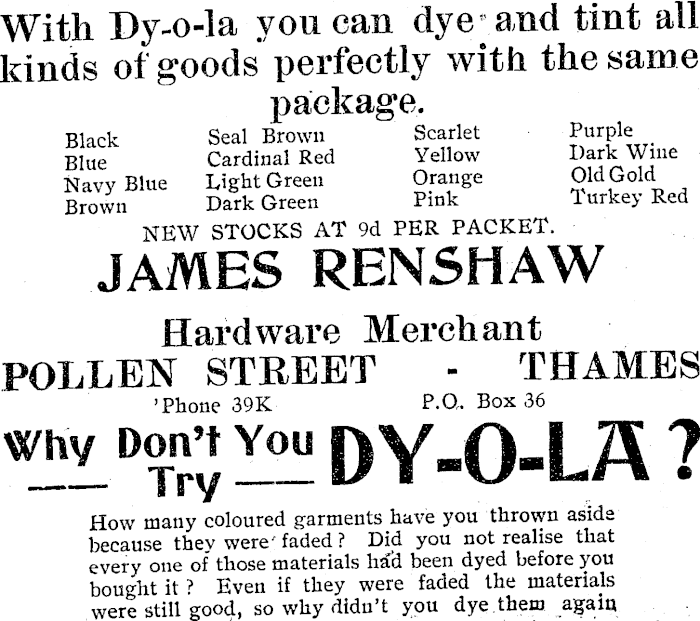 With Dy-o-la you can dye and tint all
kinds of goods perfectly with the same
package.
Black Seal Brown Scarlet Purple
Blue Cardinal Red Yellow Dark Wine
Navy Blue Light Green Orange Old Gold
Brown Dark Green Pink Turkey Red
NEW STOCKS AT 9d PER PACKET.
JAMES RENSHAW
Hardware Merchant
POLLEN STREET - THAMES
'Phone 39K P.O. Box 36
Why Don't You DY-O-LA?
Try
How many coloured garments have you thrown aside
because they were faded? Did you not realise that
every one of those materials had been dyed before you
bought it? Even if they were faded the materials
were still good, so why didn't you dye them again